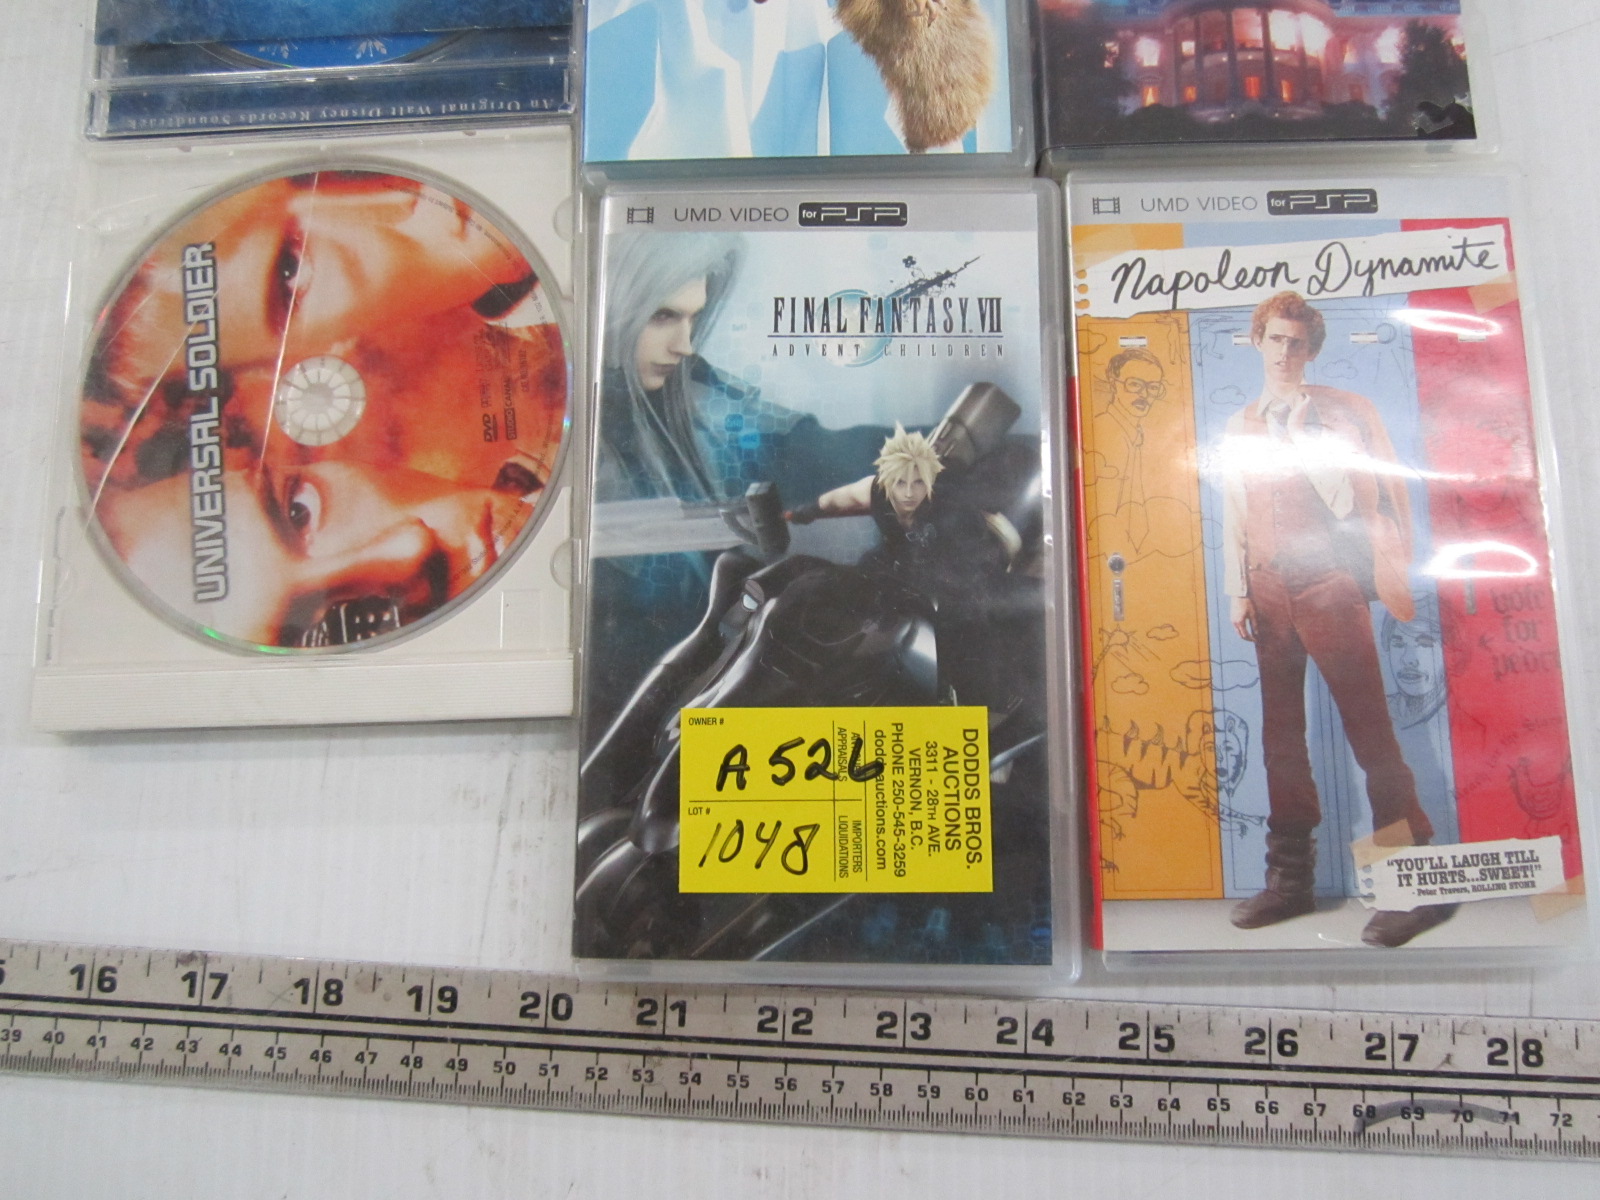 An Original Walt Disney Records Soundtrack
UNIVERSAL SOLDIER
DVD
UMD VIDEO for PSP
FINAL FANTASY VII
ADVENT CHILDREN
OWNER #
A 526
LOT #
1048
APPRAISALS
IMPORTERS
LIQUIDATIONS
DODDS BROS.
AUCTIONS
3311 - 28TH AVE.
VERNON, B.C.
PHONE 250-545-3259
doddsauctions.com
UMD VIDEO for PSP
Napoleon Dynamite
vote
for
pedro
"YOU'LL LAUGH TILL
IT HURTS...SWEET!"
- Peter Travers, ROLLING STONE
16 17 18 19 20 21 22 23 24 25 26 27 28
39 40 41 42 43 44 45 46 47 48 49 50 51 52 53 54 55 56 57 58 59 60 61 62 63 64 65 66 67 68 69 70 71 72